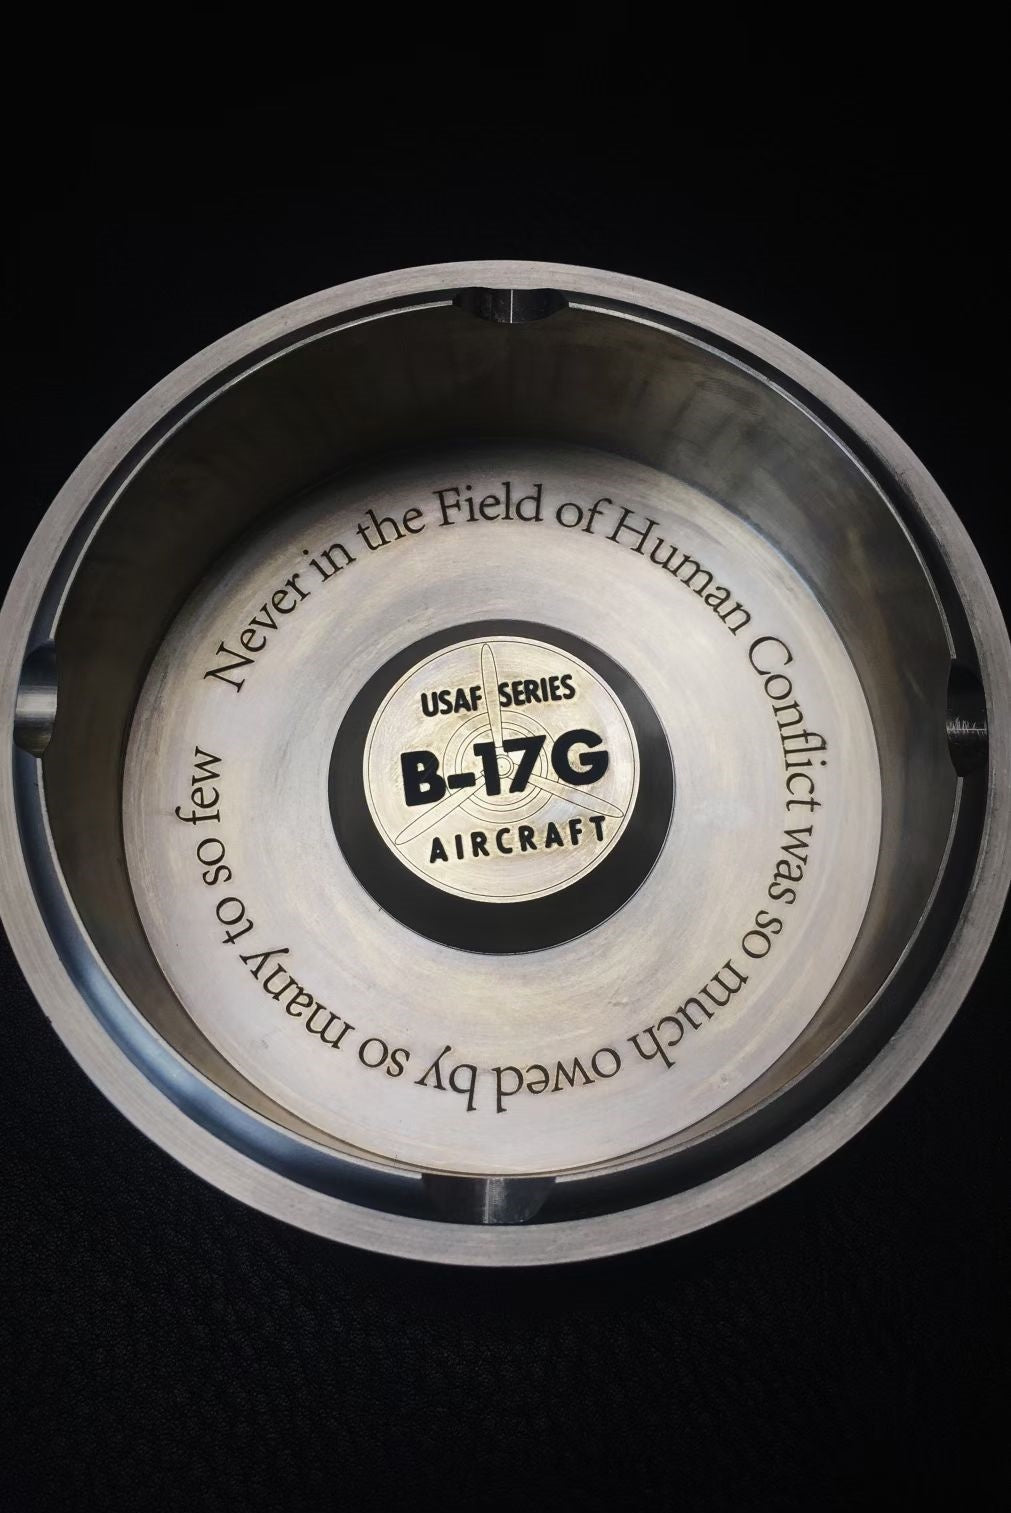 Never in the Field of Human Conflict was so much owed by so many to so few
USAF SERIES
B-17G
AIRCRAFT